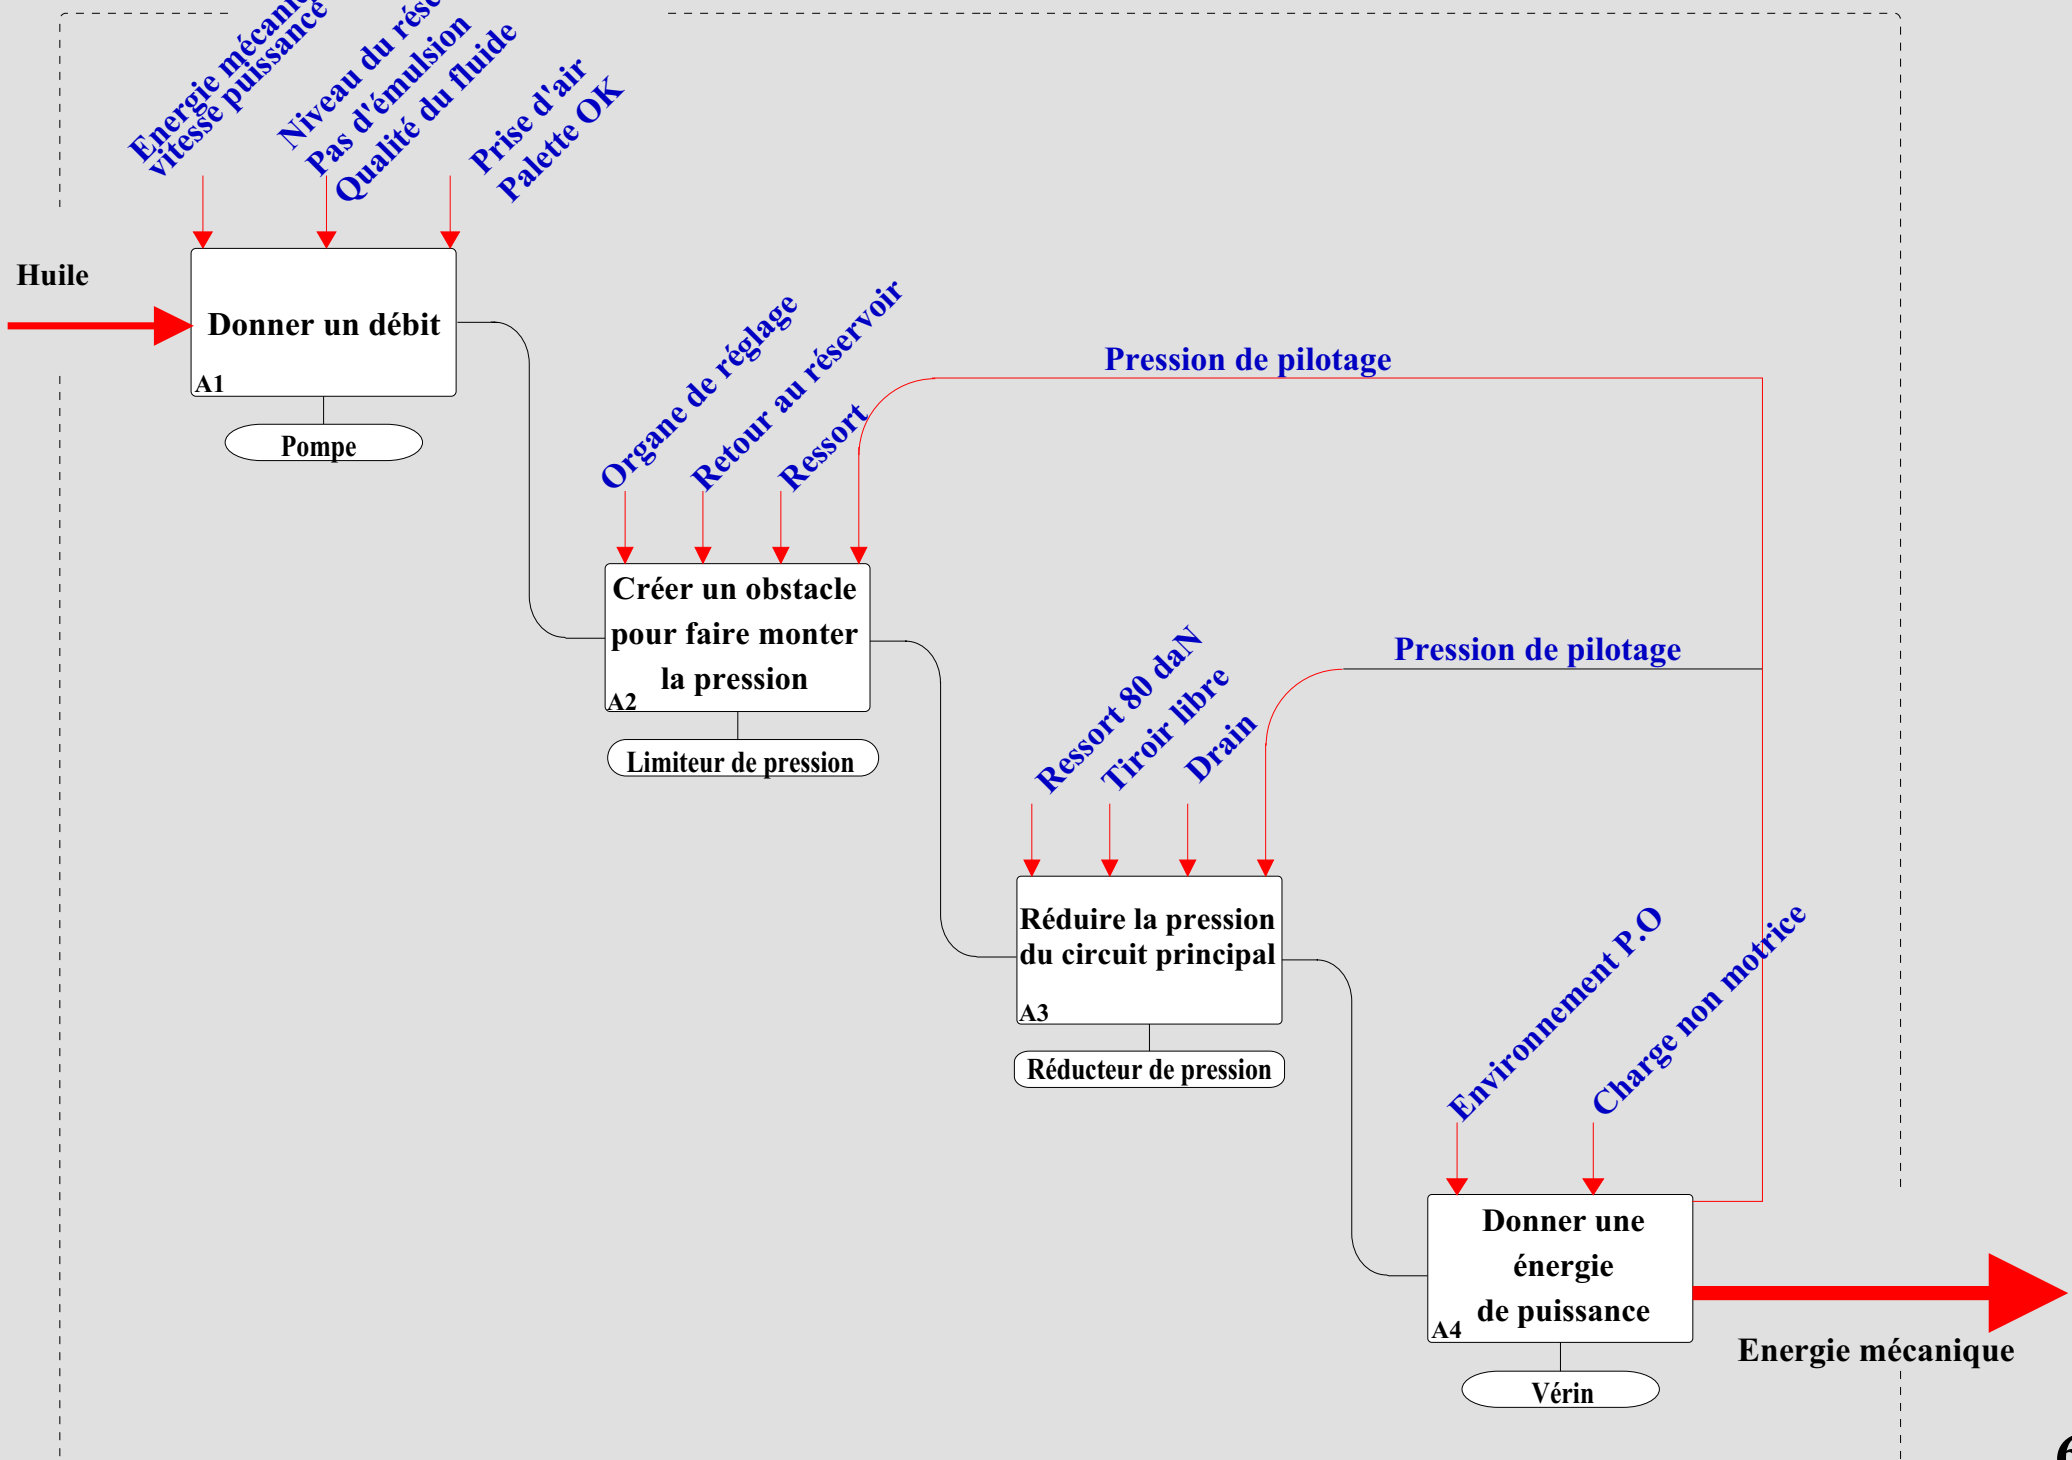 Energie
vitesse puissance
Niveau du
Pas d'émulsion
Qualité du fluide
Prise d'air
Palette OK
Huile
Donner un débit
A1
Pompe
Organe de réglage
Retour au réservoir
Ressort
Pression de pilotage
Créer un obstacle
pour faire monter
la pression
A2
Limiteur de pression
Ressort 80 daN
Tiroir libre
Drain
Pression de pilotage
Réduire la pression
du circuit principal
A3
Réducteur de pression
Environnement P.O
Charge non motrice
Donner une
énergie
de puissance
A4
Vérin
Energie mécanique